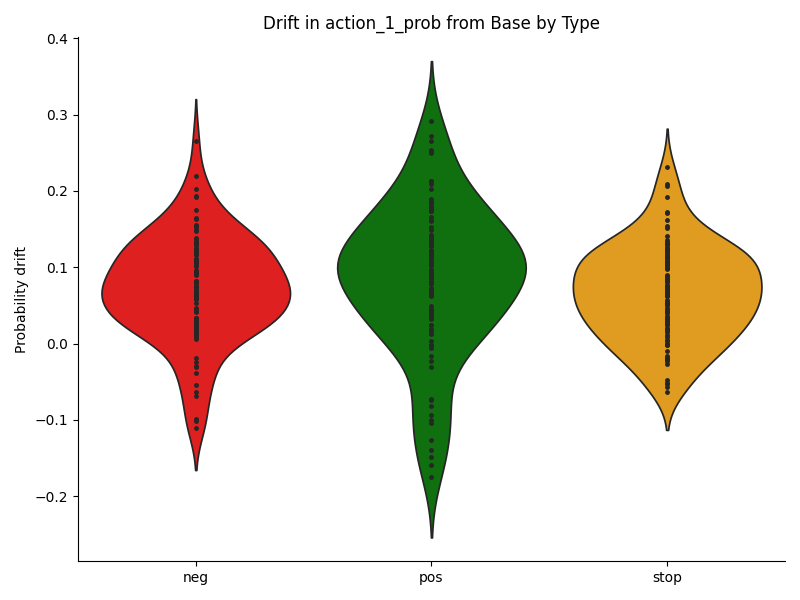 Drift in action_1_prob from Base by Type
Probability drift
0.4
0.3
0.2
0.1
0.0
−0.1
−0.2
neg
pos
stop